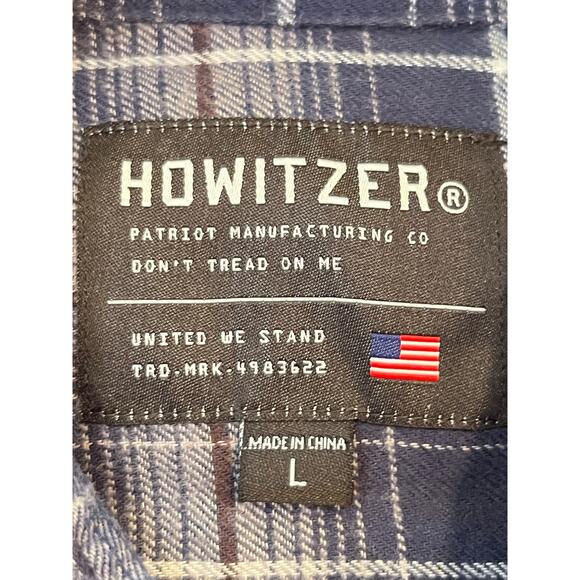 HOWITZER®
PATRIOT MANUFACTURING CO
DON'T TREAD ON ME
UNITED WE STAND
TRD.MRK.4983622
MADE IN CHINA
L